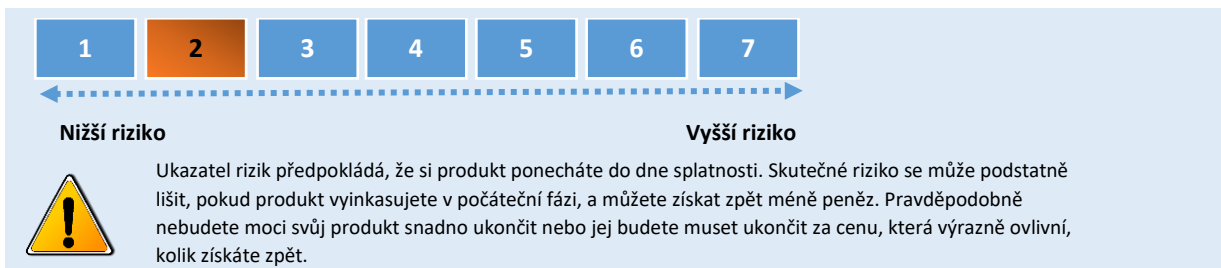 1 2 3 4 5 6 7
Nižší riziko Vyšší riziko
Ukazatel rizik předpokládá, že si produkt ponecháte do dne splatnosti. Skutečné riziko se může podstatně
lišit, pokud produkt vyinkasujete v počáteční fázi, a můžete získat zpět méně peněz. Pravděpodobně
nebudete moci svůj produkt snadno ukončit nebo jej budete muset ukončit za cenu, která výrazně ovlivní,
kolik získáte zpět.